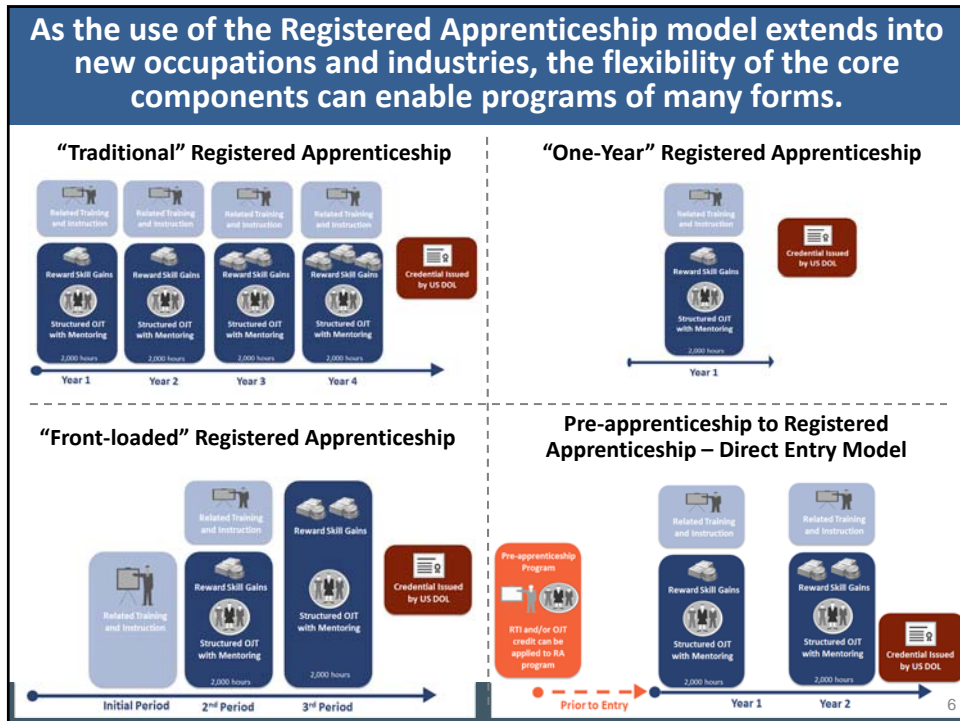 As the use of the Registered Apprenticeship model extends into
new occupations and industries, the flexibility of the core
components can enable programs of many forms.
“Traditional” Registered Apprenticeship
Related Training
and Instruction
Related Training
and Instruction
Related Training
and Instruction
Related Training
and Instruction
Reward Skill Gains
Structured OJT
with Mentoring
2,000 hours
Reward Skill Gains
Structured OJT
with Mentoring
2,000 hours
Reward Skill Gains
Structured OJT
with Mentoring
2,000 hours
Reward Skill Gains
Structured OJT
with Mentoring
2,000 hours
Credential Issued
by US DOL
Year 1
Year 2
Year 3
Year 4
“One-Year” Registered Apprenticeship
Related Training
and Instruction
Reward Skill Gains
Structured OJT
with Mentoring
2,000 hours
Credential Issued
by US DOL
Year 1
“Front-loaded” Registered Apprenticeship
Related Training
and Instruction
Related Training
and Instruction
Reward Skill Gains
Structured OJT
with Mentoring
2,000 hours
Reward Skill Gains
Structured OJT
with Mentoring
2,000 hours
Credential Issued
by US DOL
Initial Period
2nd Period
3rd Period
Pre-apprenticeship to Registered
Apprenticeship – Direct Entry Model
Pre-apprenticeship
Program
RTI and/or OJT
credit can be
applied to RA
program
Related Training
and Instruction
Reward Skill Gains
Structured OJT
with Mentoring
2,000 hours
Related Training
and Instruction
Reward Skill Gains
Structured OJT
with Mentoring
2,000 hours
Credential Issued
by US DOL
Prior to Entry
Year 1
Year 2
6